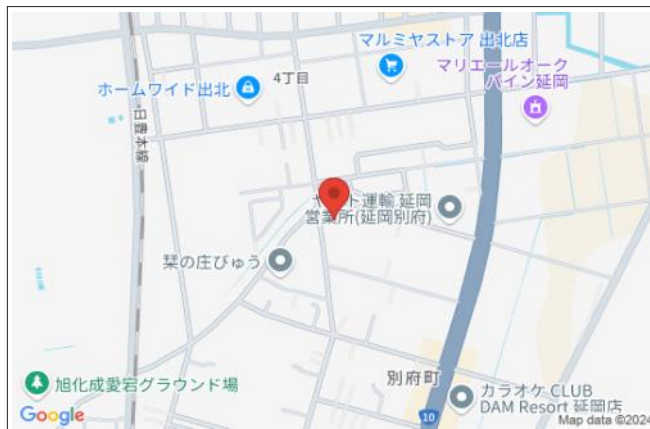 マルミヤストア 出北店
4丁目
ホームワイド出北
マリエールオーク
パイン延岡
日豊本線
ヤマト運輸 延岡
営業所(延岡別府)
栞の庄びゅう
旭化成愛宕グラウンド場
別府町
カラオケ CLUB
DAM Resort 延岡店
10
Google
Map data ©2024